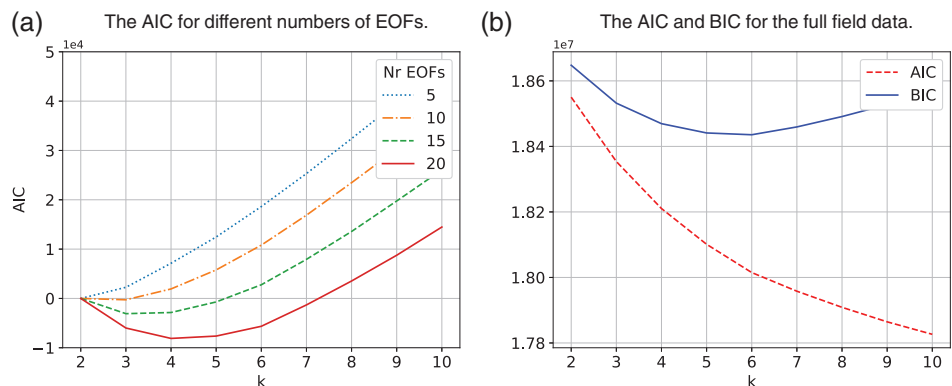 (a) The AIC for different numbers of EOFs.
1e4
5
4
3
2
1
0
−1
AIC
2 3 4 5 6 7 8 9 10
k
Nr EOFs
5
10
15
20
(b) The AIC and BIC for the full field data.
1e7
1.86
1.84
1.82
1.80
1.78
2 3 4 5 6 7 8 9 10
k
AIC
BIC